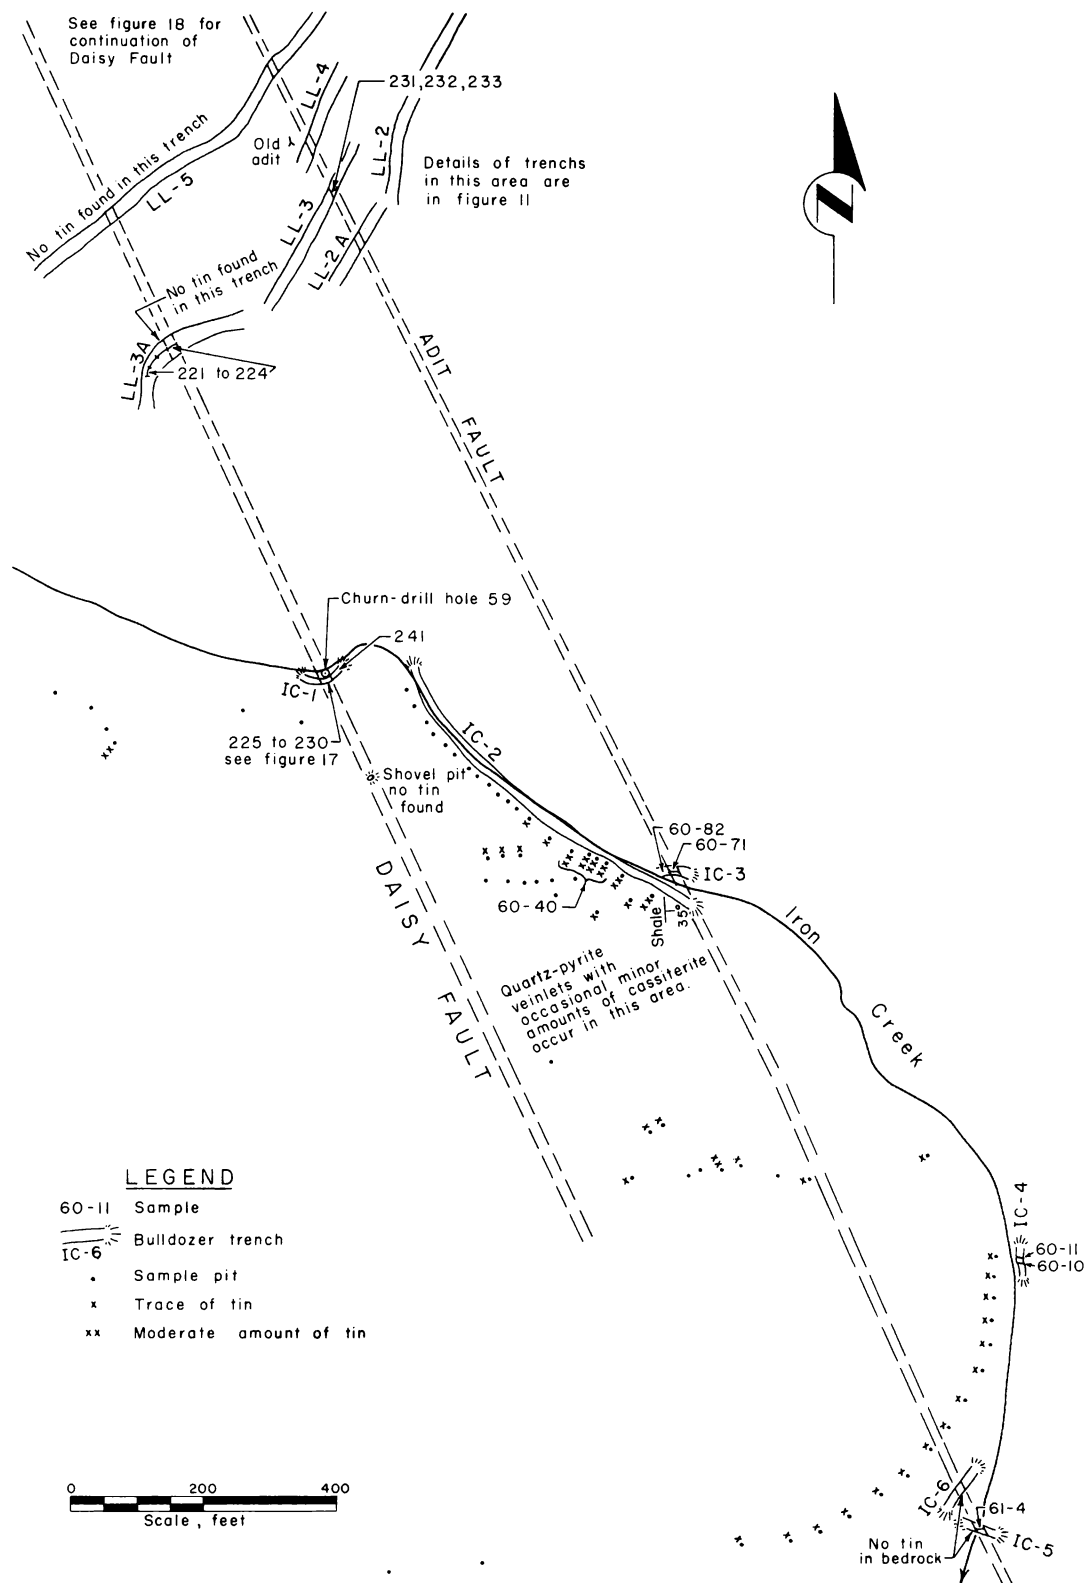 See figure 18 for
continuation of
Daisy Fault
LL-4
231,232,233
Old
adit
LL-2
Details of trenchs
in this area are
in figure 11
N
No tin found in this trench
LL-5
LL-3
LL-2A
No tin found
in this trench
LL-3A
221 to 224
ADIT
FAULT
Churn-drill hole 59
241
IC-1
IC-2
225 to 230
see figure 17
Shovel pit
no tin
found
60-82
60-71
IC-3
60-40
Shale
35°
Iron
Creek
DAISY
FAULT
Quartz-pyrite
veinlets with
occasional minor
amounts of cassiterite
occur in this area.
LEGEND
60-11 Sample
IC-6 Bulldozer trench
Sample pit
x Trace of tin
xx Moderate amount of tin
IC-4
60-11
60-10
0 200 400
Scale, feet
IC-6
61-4
IC-5
No tin
in bedrock